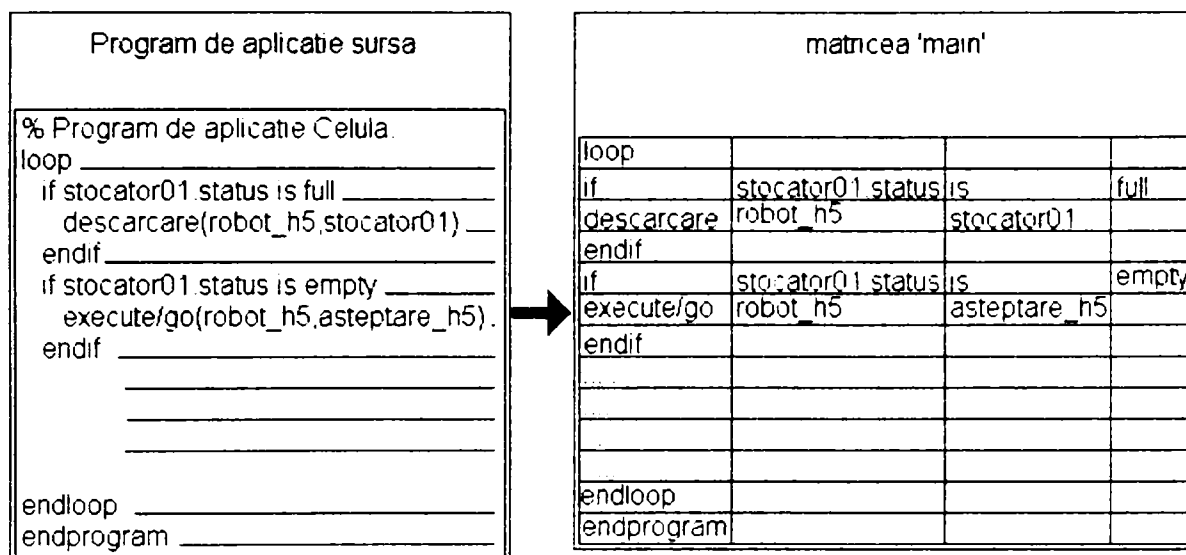 Program de aplicatie sursa
% Program de aplicatie Celula.
loop
if stocator01.status is full
descarcare(robot_h5,stocator01)
endif
if stocator01.status is empty
execute/go(robot_h5,asteptare_h5).
endif
endloop
endprogram
matricea 'main'
loop
if stocator01.status is full
descarcare robot_h5 stocator01
endif
if stocator01.status is empty
execute/go robot_h5 asteptare_h5
endif
endloop
endprogram